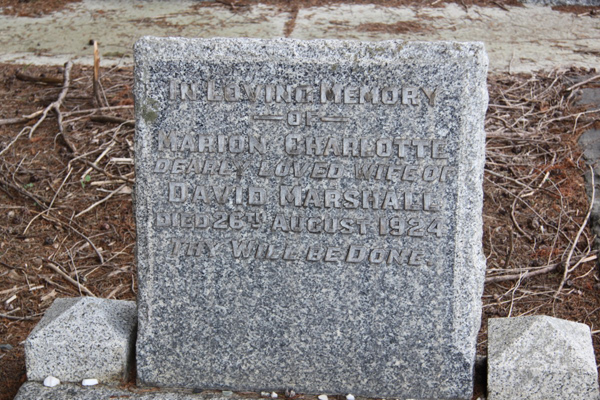 IN LOVING MEMORY
— OF —
MARION CHARLOTTE
DEARLY LOVED WIFE OF
DAVID MARSHALL
DIED 26TH AUGUST 1924
THY WILL BE DONE.